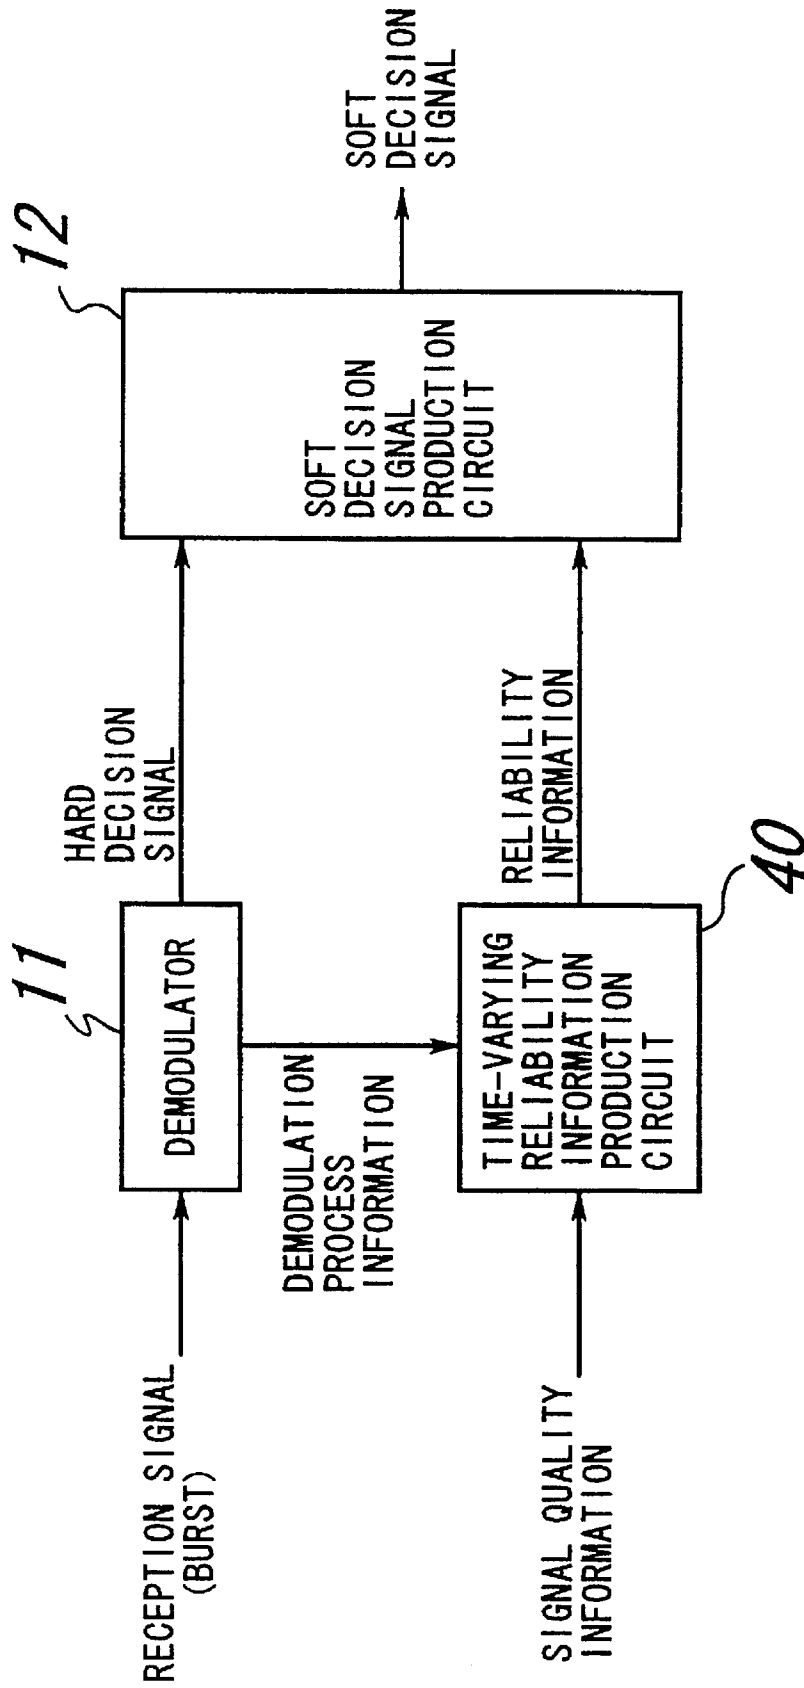 RECEPTION SIGNAL
(BURST)
11
DEMODULATOR
HARD
DECISION
SIGNAL
12
SOFT
DECISION
SIGNAL
PRODUCTION
CIRCUIT
SOFT
DECISION
SIGNAL
DEMODULATION
PROCESS
INFORMATION
SIGNAL QUALITY
INFORMATION
TIME-VARYING
RELIABILITY
INFORMATION
PRODUCTION
CIRCUIT
40
RELIABILITY
INFORMATION